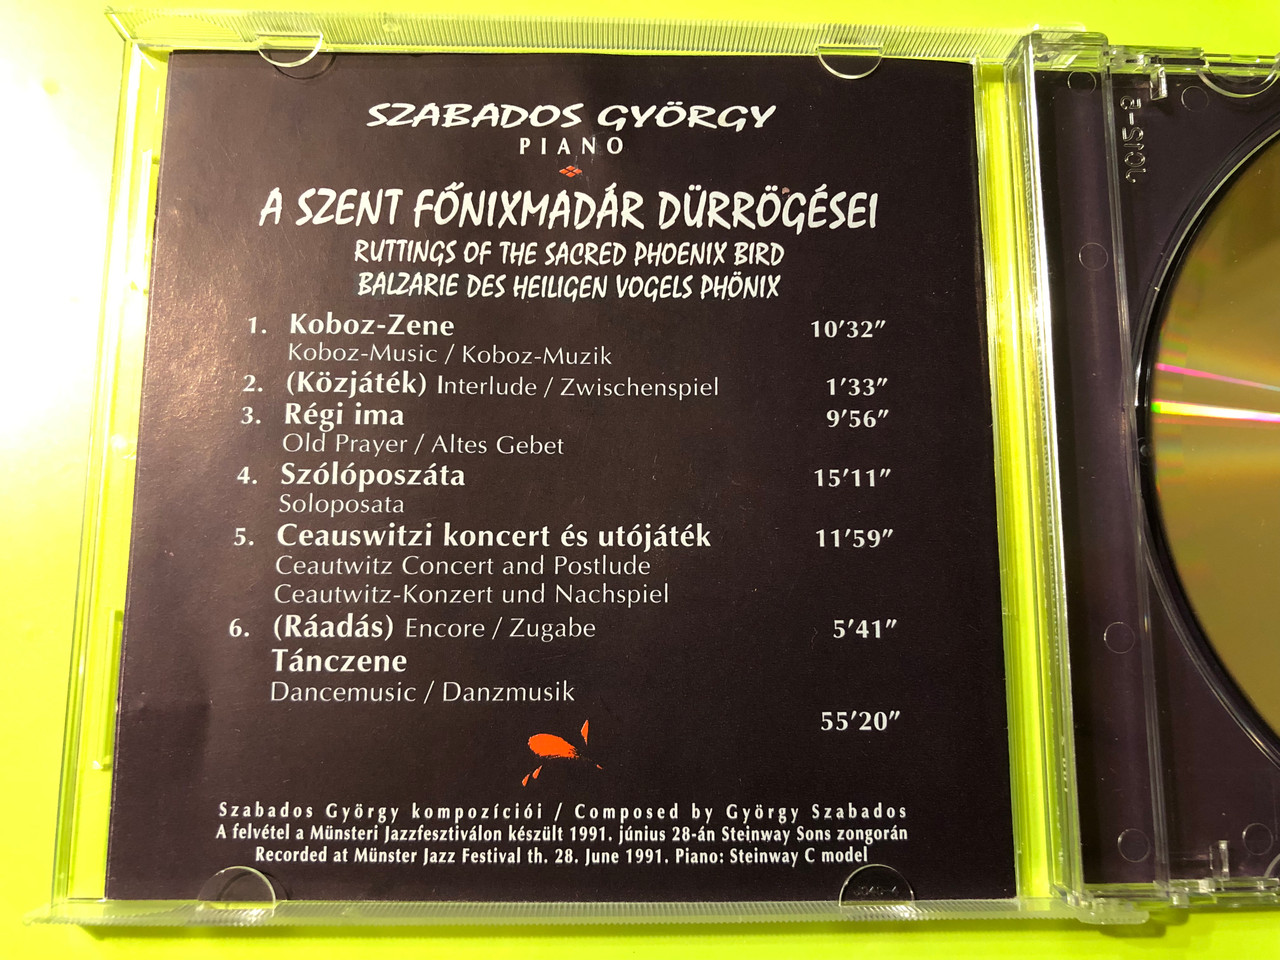 SZABADOS GYÖRGY
PIANO
A SZENT FŐNIXMADÁR DÜRRÖGÉSEI
RUTTINGS OF THE SACRED PHOENIX BIRD
BALZARIE DES HEILIGEN VOGELS PHÖNIX
1. Koboz-Zene 10'32"
Koboz-Music / Koboz-Muzik
2. (Közjáték) Interlude / Zwischenspiel 1'33"
3. Régi ima 9'56"
Old Prayer / Altes Gebet
4. Szólóposzáta 15'11"
Soloposata
5. Ceauswitzi koncert és utójáték 11'59"
Ceautwitz Concert and Postlude
Ceautwitz-Konzert und Nachspiel
6. (Ráadás) Encore / Zugabe 5'41"
Tánczene
Dancemusic / Danzmusik
55'20"
Szabados György kompozíciói / Composed by György Szabados
A felvétel a Münsteri Jazzfesztiválon készült 1991. június 28-án Steinway Sons zongorán
Recorded at Münster Jazz Festival th. 28. June 1991. Piano: Steinway C model